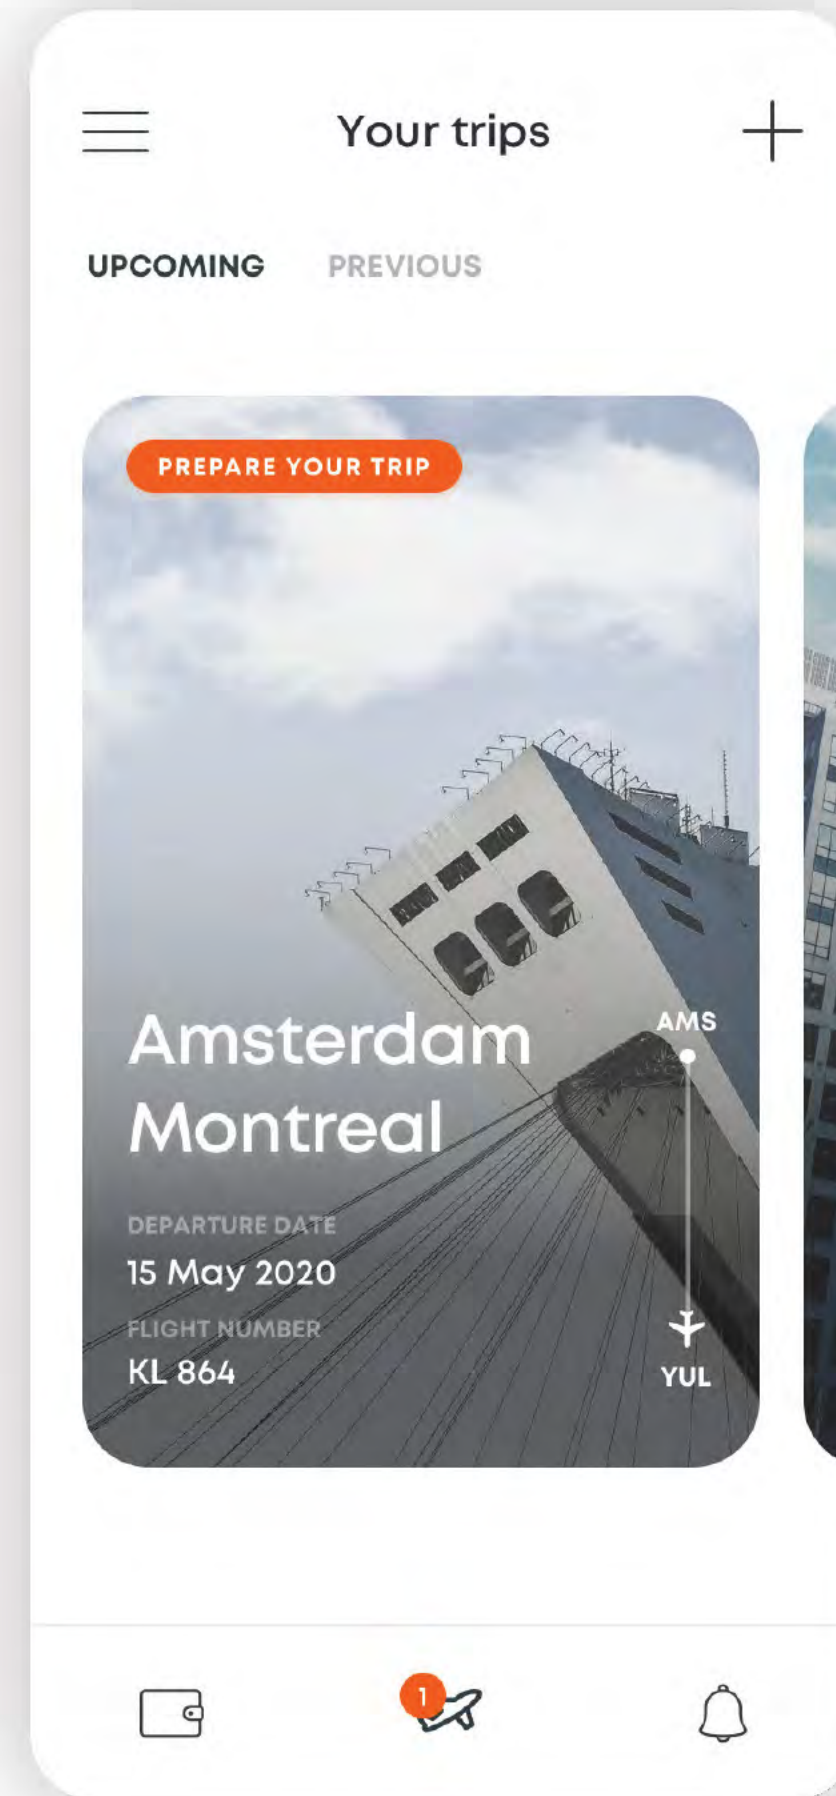 Your trips
UPCOMING PREVIOUS
PREPARE YOUR TRIP
Amsterdam
Montreal
AMS
DEPARTURE DATE
15 May 2020
FLIGHT NUMBER
KL 864
YUL
1